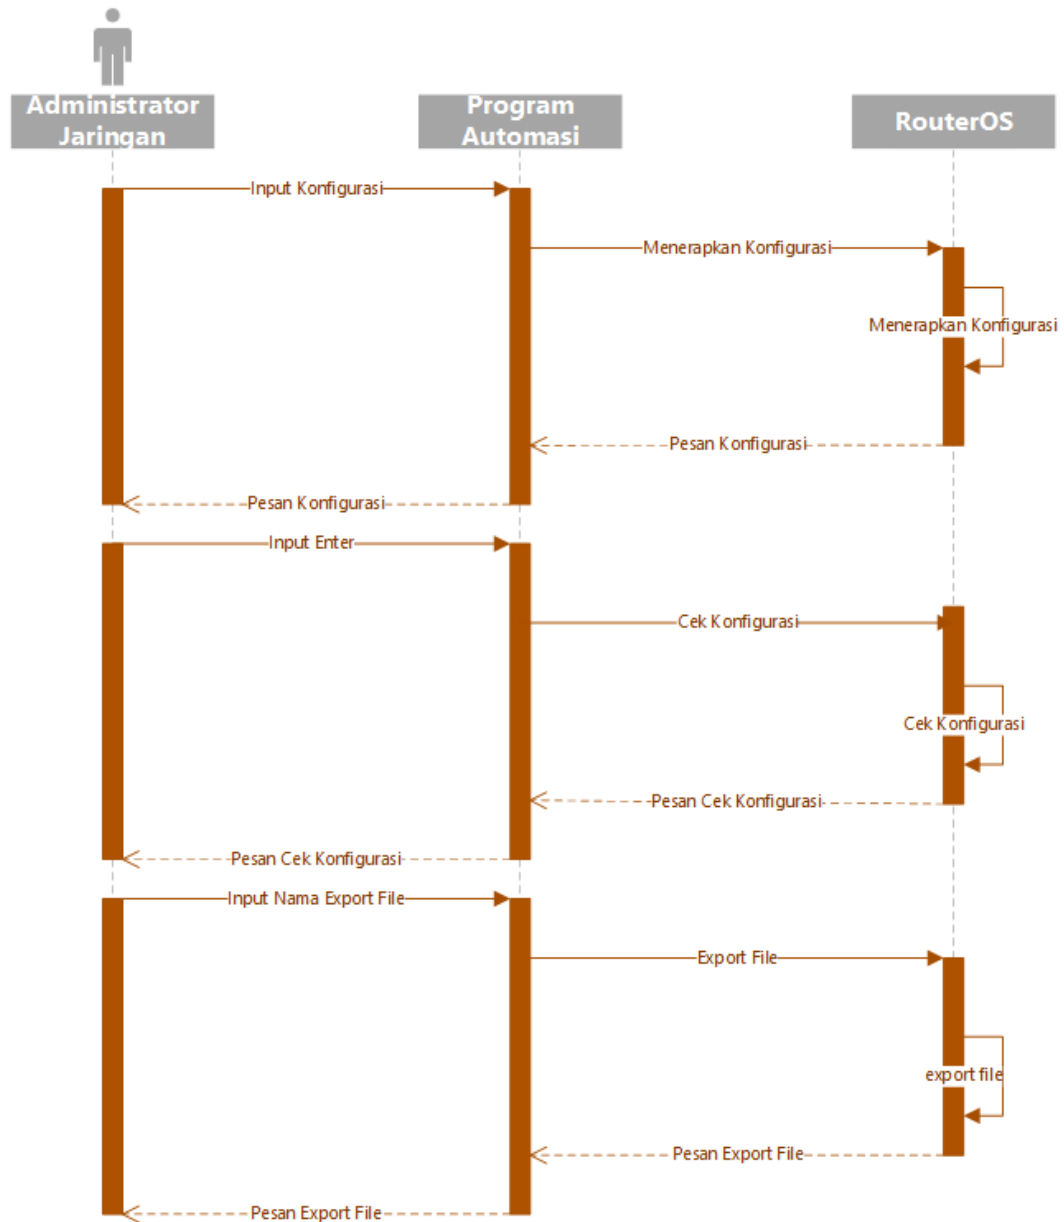 Administrator
Jaringan
Program
Automasi
RouterOS
Input Konfigurasi
Menerapkan Konfigurasi
Menerapkan Konfigurasi
Pesan Konfigurasi
Pesan Konfigurasi
Input Enter
Cek Konfigurasi
Cek Konfigurasi
Pesan Cek Konfigurasi
Pesan Cek Konfigurasi
Input Nama Export File
Export File
export file
Pesan Export File
Pesan Export File